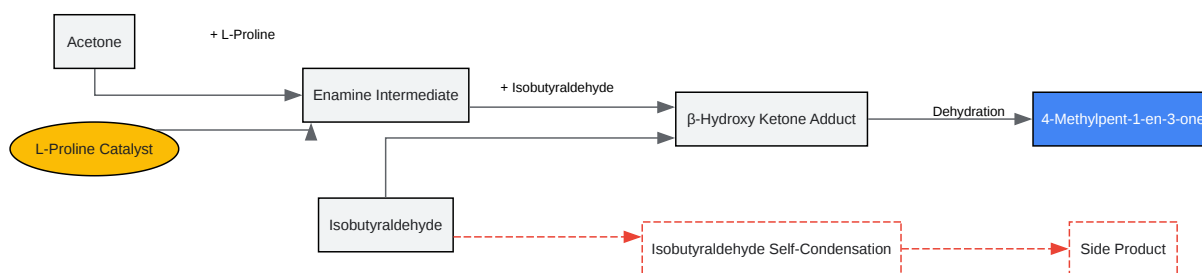 Acetone
+ L-Proline
Enamine Intermediate
+ Isobutyraldehyde
β-Hydroxy Ketone Adduct
Dehydration
4-Methylpent-1-en-3-one
L-Proline Catalyst
Isobutyraldehyde
Isobutyraldehyde Self-Condensation
Side Product